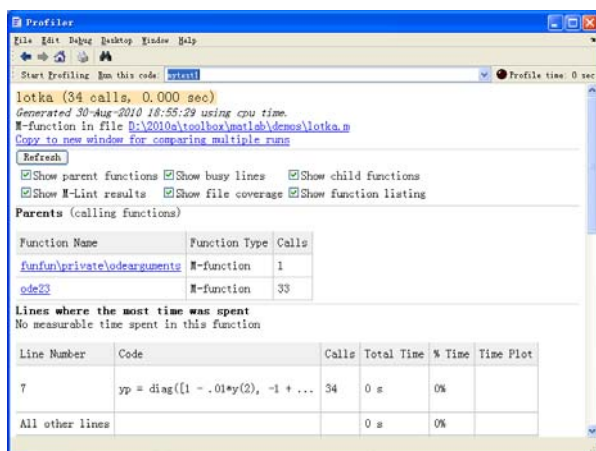 Profiler
File Edit Debug Desktop Window Help
Start Profiling Run this code: mytest1 Profile time: 0 sec
lotka (34 calls, 0.000 sec)
Generated 30-Aug-2010 18:55:29 using cpu time.
M-function in file D:\2010a\toolbox\matlab\demos\lotka.m
Copy to new window for comparing multiple runs
Refresh
Show parent functions Show busy lines Show child functions
Show M-Lint results Show file coverage Show function listing
Parents (calling functions)
Function Name Function Type Calls
funfun\private\odearguments M-function 1
ode23 M-function 33
Lines where the most time was spent
No measurable time spent in this function
Line Number Code Calls Total Time % Time Time Plot
7 yp = diag([1 - .01*y(2), -1 + ... 34 0 s 0%
All other lines 0 s 0%